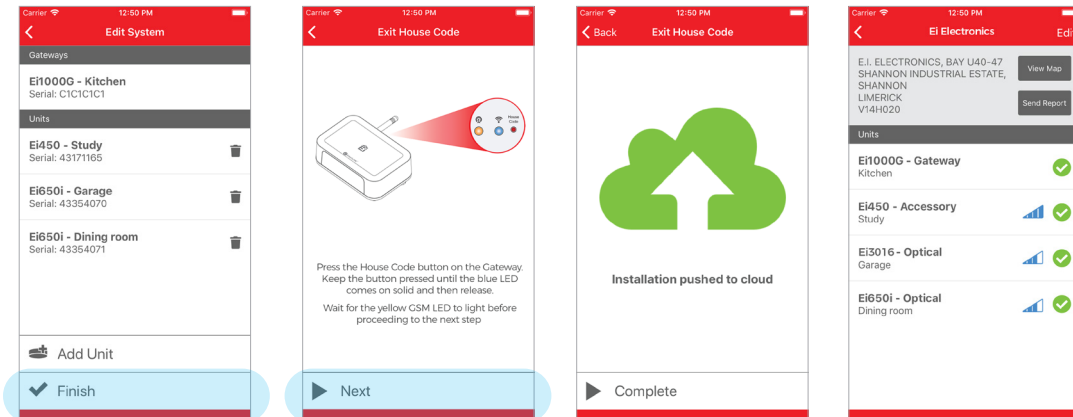 Carrier 12:50 PM
Edit System
Gateways
Ei1000G - Kitchen
Serial: C1C1C1C1
Units
Ei450 - Study
Serial: 43171165
Ei650i - Garage
Serial: 43354070
Ei650i - Dining room
Serial: 43354071
Add Unit
Finish
Carrier 12:50 PM
Exit House Code
House
Code
Press the House Code button on the Gateway.
Keep the button pressed until the blue LED
comes on solid and then release.
Wait for the yellow GSM LED to light before
proceeding to the next step
Next
Carrier 12:50 PM
Back Exit House Code
Installation pushed to cloud
Complete
Carrier 12:50 PM
Ei Electronics Edit
E.I. ELECTRONICS, BAY U40-47
SHANNON INDUSTRIAL ESTATE,
SHANNON
LIMERICK
V14H020
View Map
Send Report
Units
Ei1000G - Gateway
Kitchen
Ei450 - Accessory
Study
Ei3016 - Optical
Garage
Ei650i - Optical
Dining room